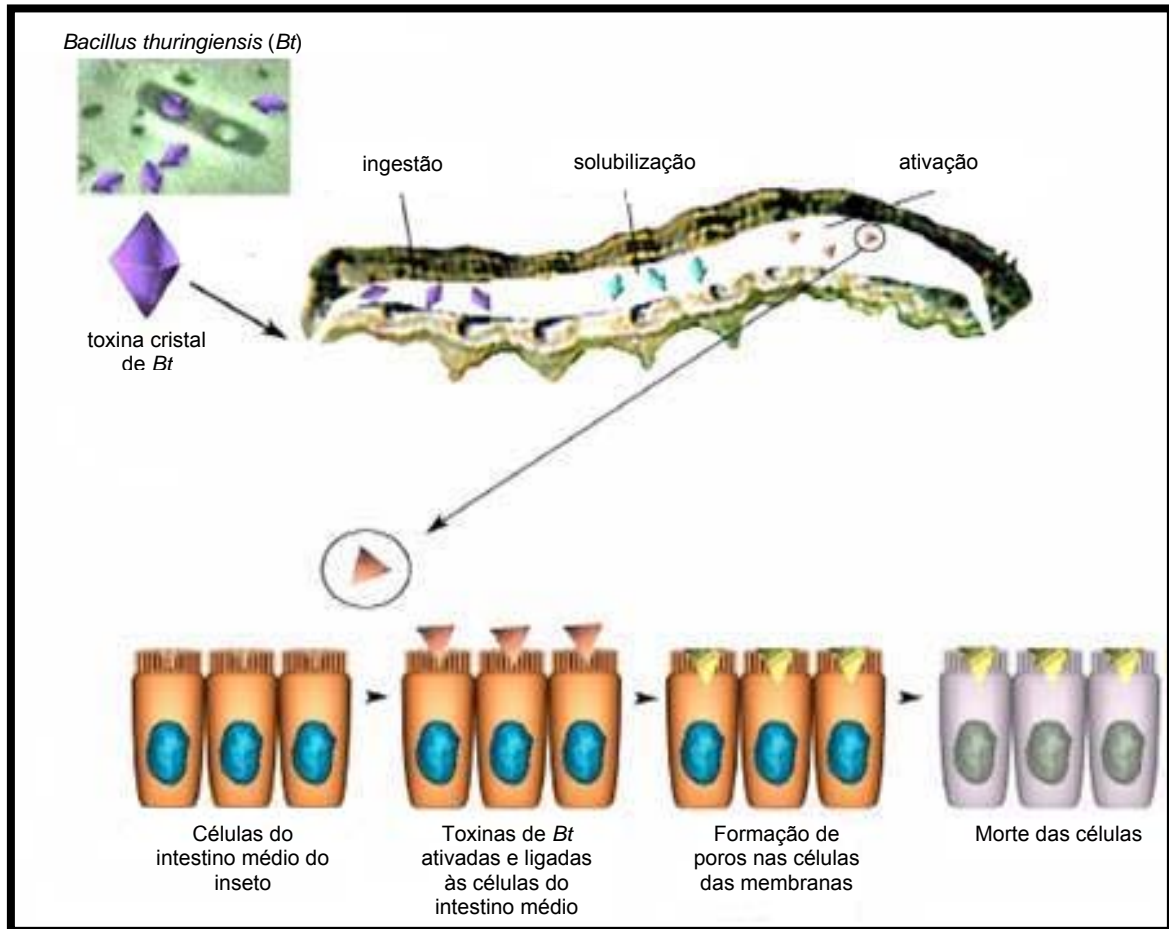 Bacillus thuringiensis (Bt)
ingestão
solubilização
ativação
toxina cristal
de Bt
Células do
intestino médio do
inseto
Toxinas de Bt
ativadas e ligadas
às células do
intestino médio
Formação de
poros nas células
das membranas
Morte das células